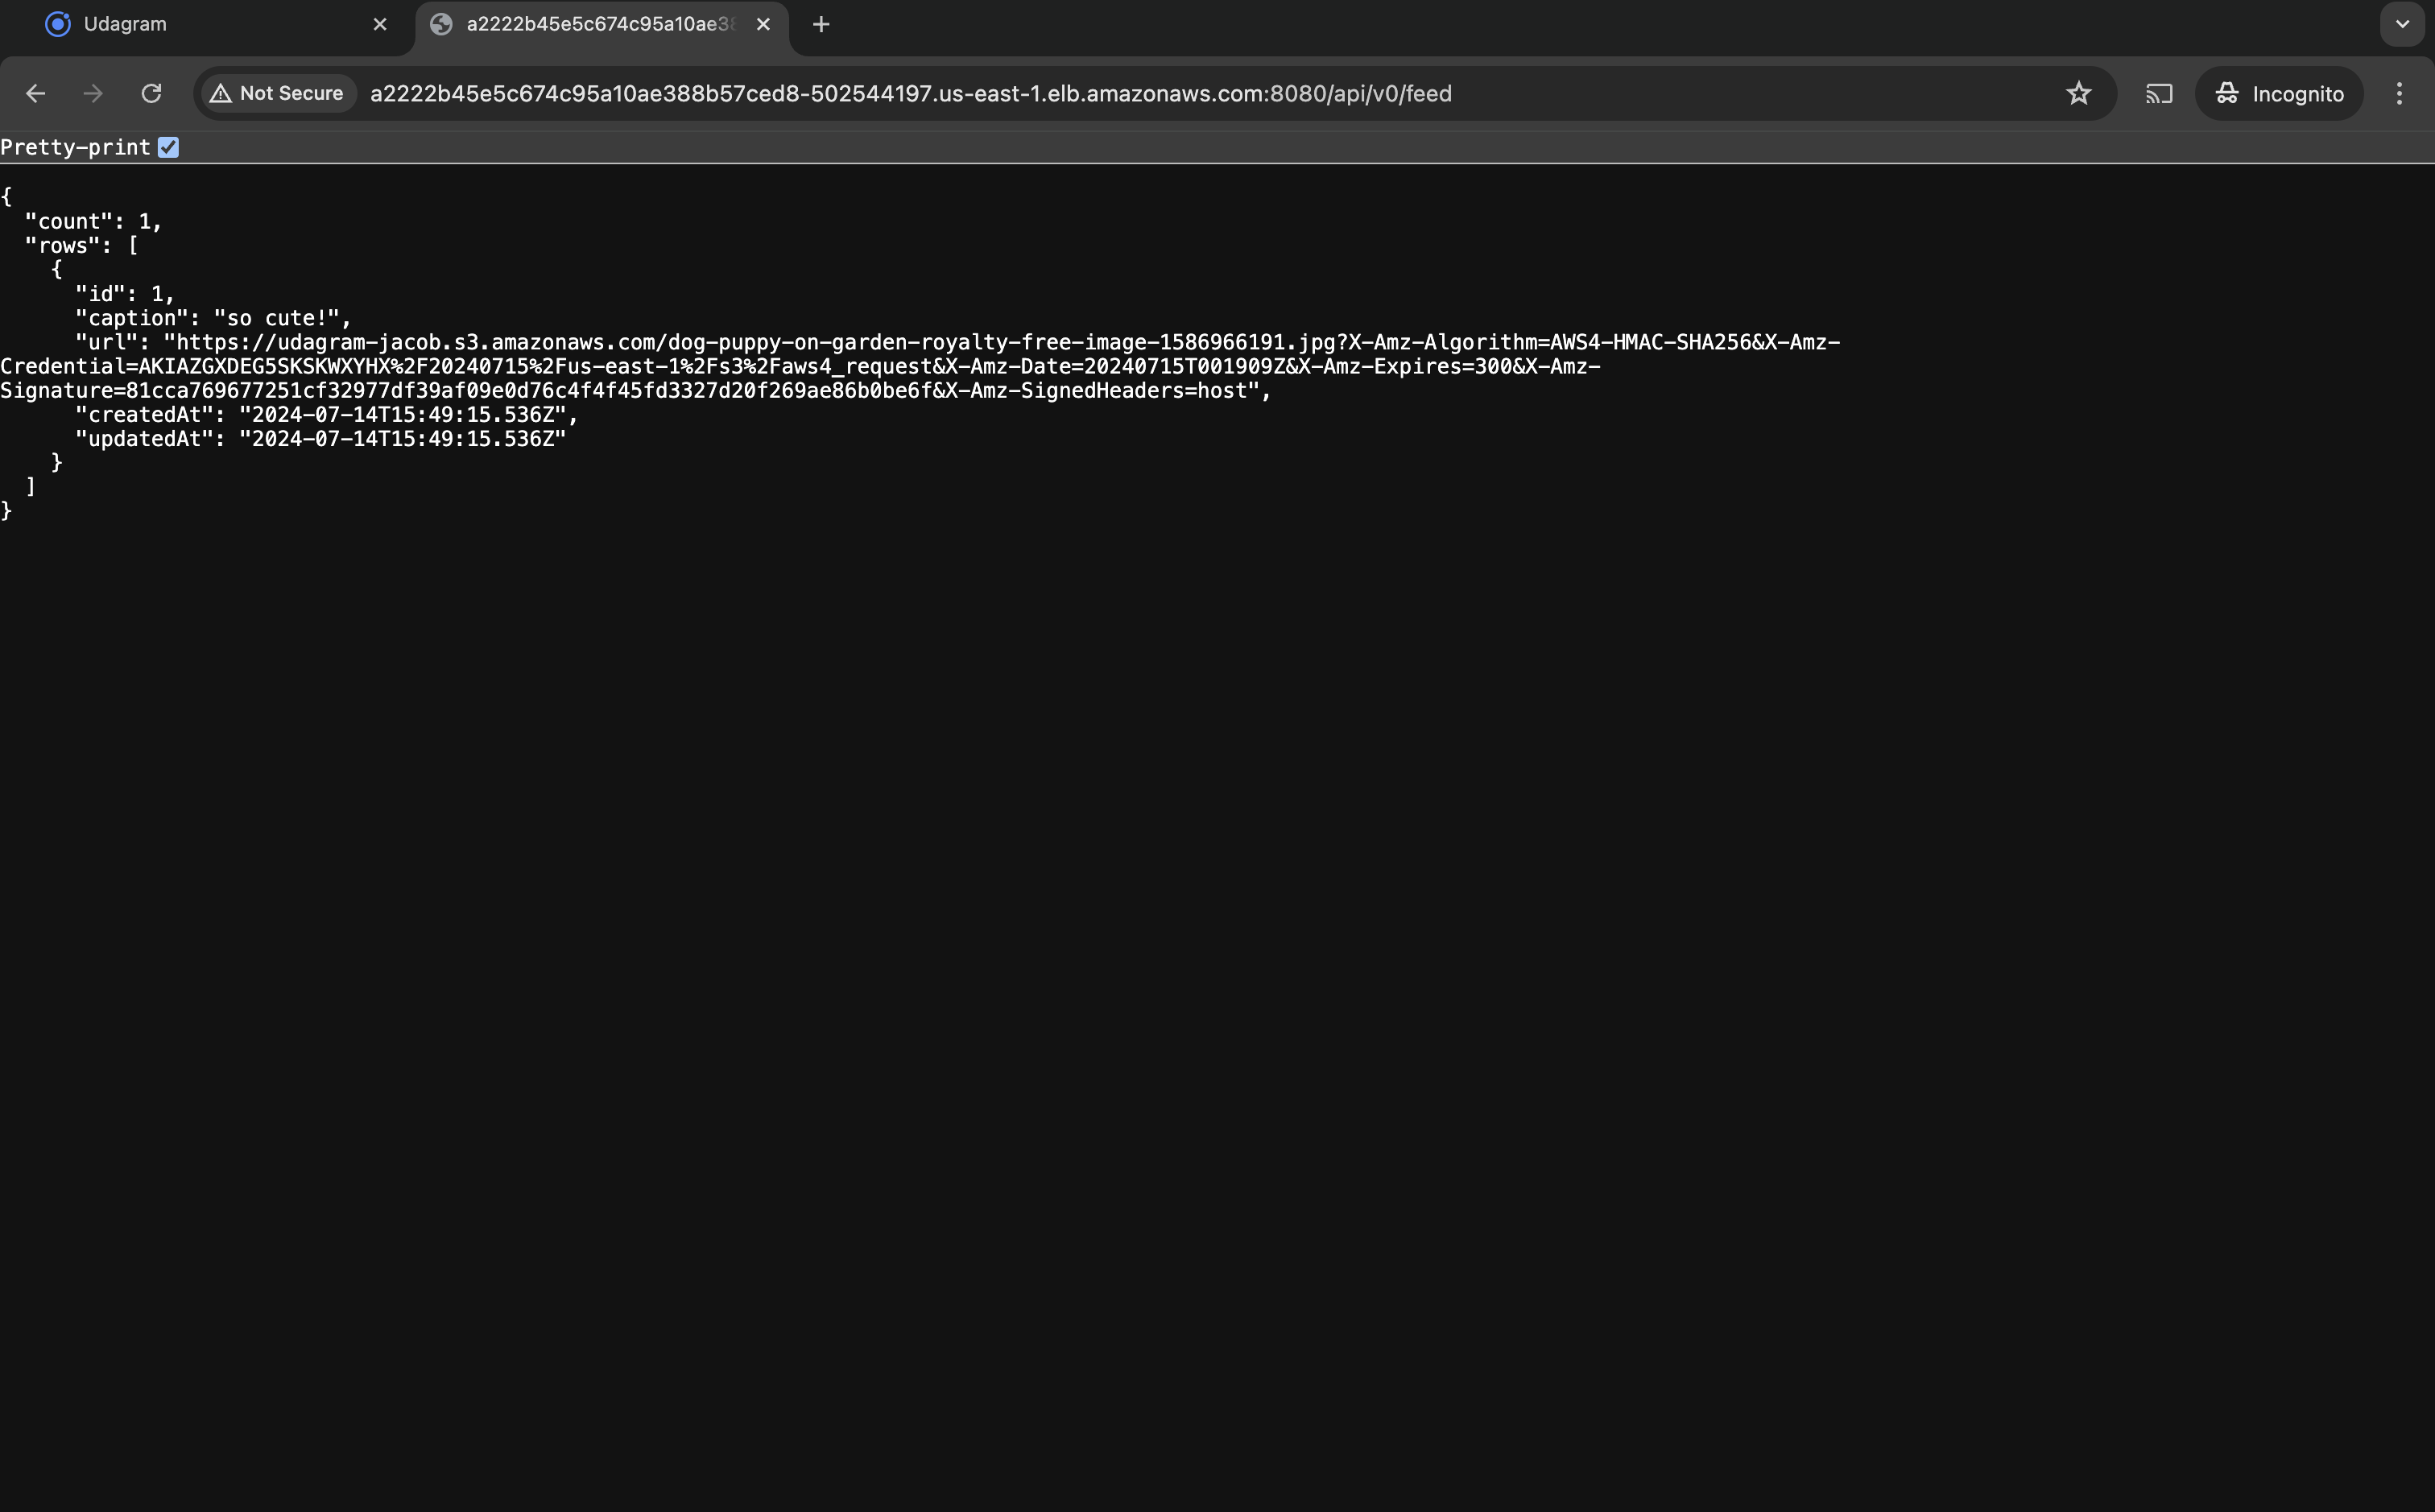 Udagram
a2222b45e5c674c95a10ae38
Not Secure
a2222b45e5c674c95a10ae388b57ced8-502544197.us-east-1.elb.amazonaws.com:8080/api/v0/feed
Incognito
Pretty-print
{
  "count": 1,
  "rows": [
    {
      "id": 1,
      "caption": "so cute!",
      "url": "https://udagram-jacob.s3.amazonaws.com/dog-puppy-on-garden-royalty-free-image-1586966191.jpg?X-Amz-Algorithm=AWS4-HMAC-SHA256&X-Amz-
Credential=AKIAZGXDEG5SKSKWXYHX%2F20240715%2Fus-east-1%2Fs3%2Faws4_request&X-Amz-Date=20240715T001909Z&X-Amz-Expires=300&X-Amz-
Signature=81cca769677251cf32977df39af09e0d76c4f4f45fd3327d20f269ae86b0be6f&X-Amz-SignedHeaders=host",
      "createdAt": "2024-07-14T15:49:15.536Z",
      "updatedAt": "2024-07-14T15:49:15.536Z"
    }
  ]
}